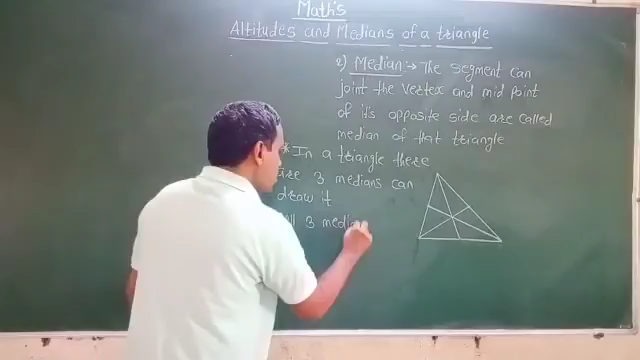 Maths
Altitudes and Medians of a triangle
2) Median → The segment can
joint the vertex and mid point
of it's opposite side are called
median of that triangle
* In a triangle there
are 3 medians can
draw it
3 media